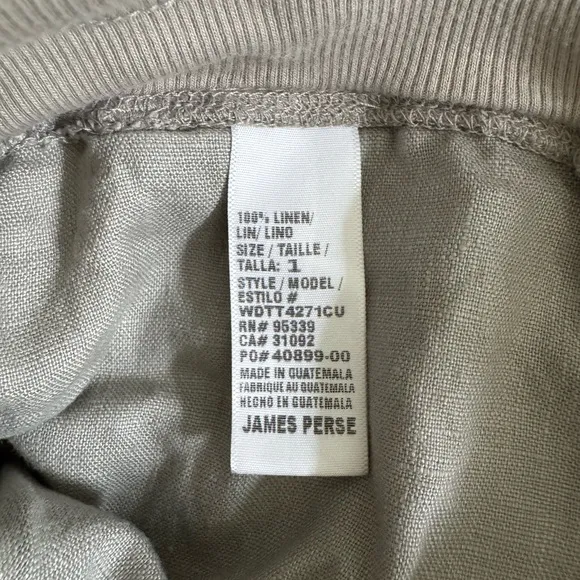 100% LINEN/
LIN/ LINO
SIZE / TAILLE /
TALLA: 1
STYLE / MODEL /
ESTILO #
WDTT4271CU
RN# 95339
CA# 31092
PO# 40899-00
MADE IN GUATEMALA
FABRIQUE AU GUATEMALA
HECHO EN GUATEMALA
JAMES PERSE